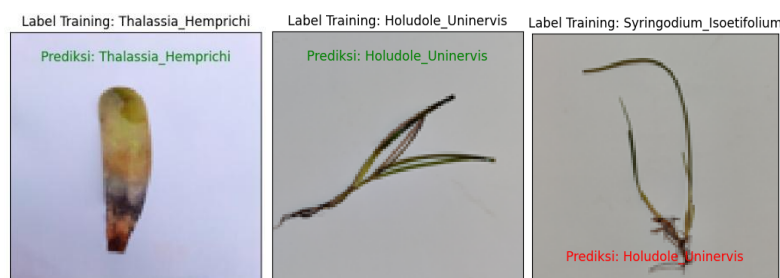 Label Training: Thalassia_Hemprichi
Prediksi: Thalassia_Hemprichi
Label Training: Holudole_Uninervis
Prediksi: Holudole_Uninervis
Label Training: Syringodium_Isoetifolium
Prediksi: Holudole_Uninervis